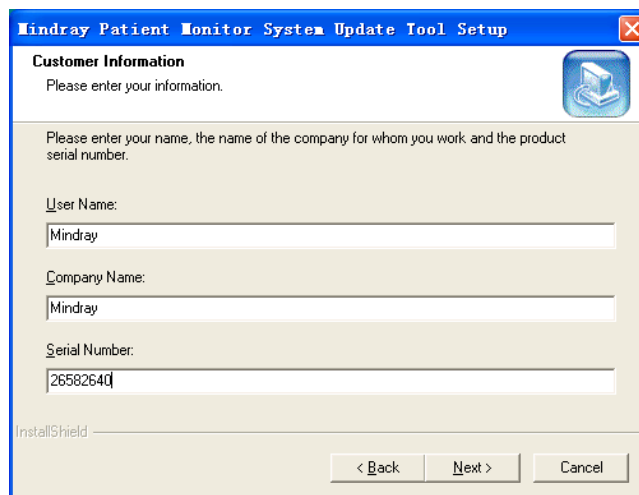 Mindray Patient Monitor System Update Tool Setup
Customer Information
Please enter your information.
Please enter your name, the name of the company for whom you work and the product
serial number.
User Name:
Mindray
Company Name:
Mindray
Serial Number:
26582640
InstallShield
< Back
Next >
Cancel